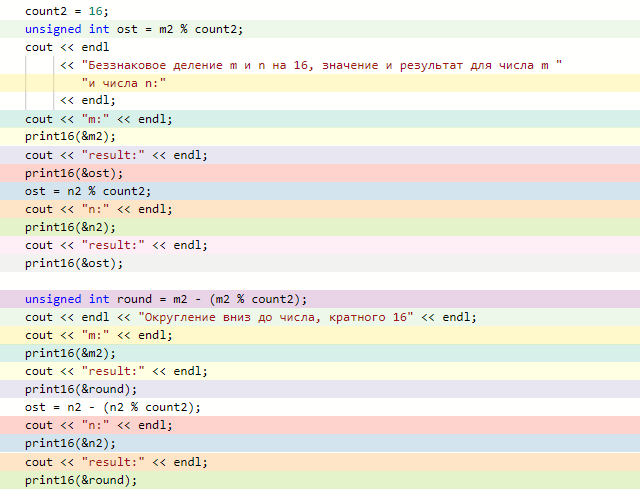 count2 = 16;
unsigned int ost = m2 % count2;
cout << endl
<< "Беззнаковое деление m и n на 16, значение и результат для числа m "
"и числа n:"
<< endl;
cout << "m:" << endl;
print16(&m2);
cout << "result:" << endl;
print16(&ost);
ost = n2 % count2;
cout << "n:" << endl;
print16(&n2);
cout << "result:" << endl;
print16(&ost);
unsigned int round = m2 - (m2 % count2);
cout << endl << "Округление вниз до числа, кратного 16" << endl;
cout << "m:" << endl;
print16(&m2);
cout << "result:" << endl;
print16(&round);
ost = n2 - (n2 % count2);
cout << "n:" << endl;
print16(&n2);
cout << "result:" << endl;
print16(&round);